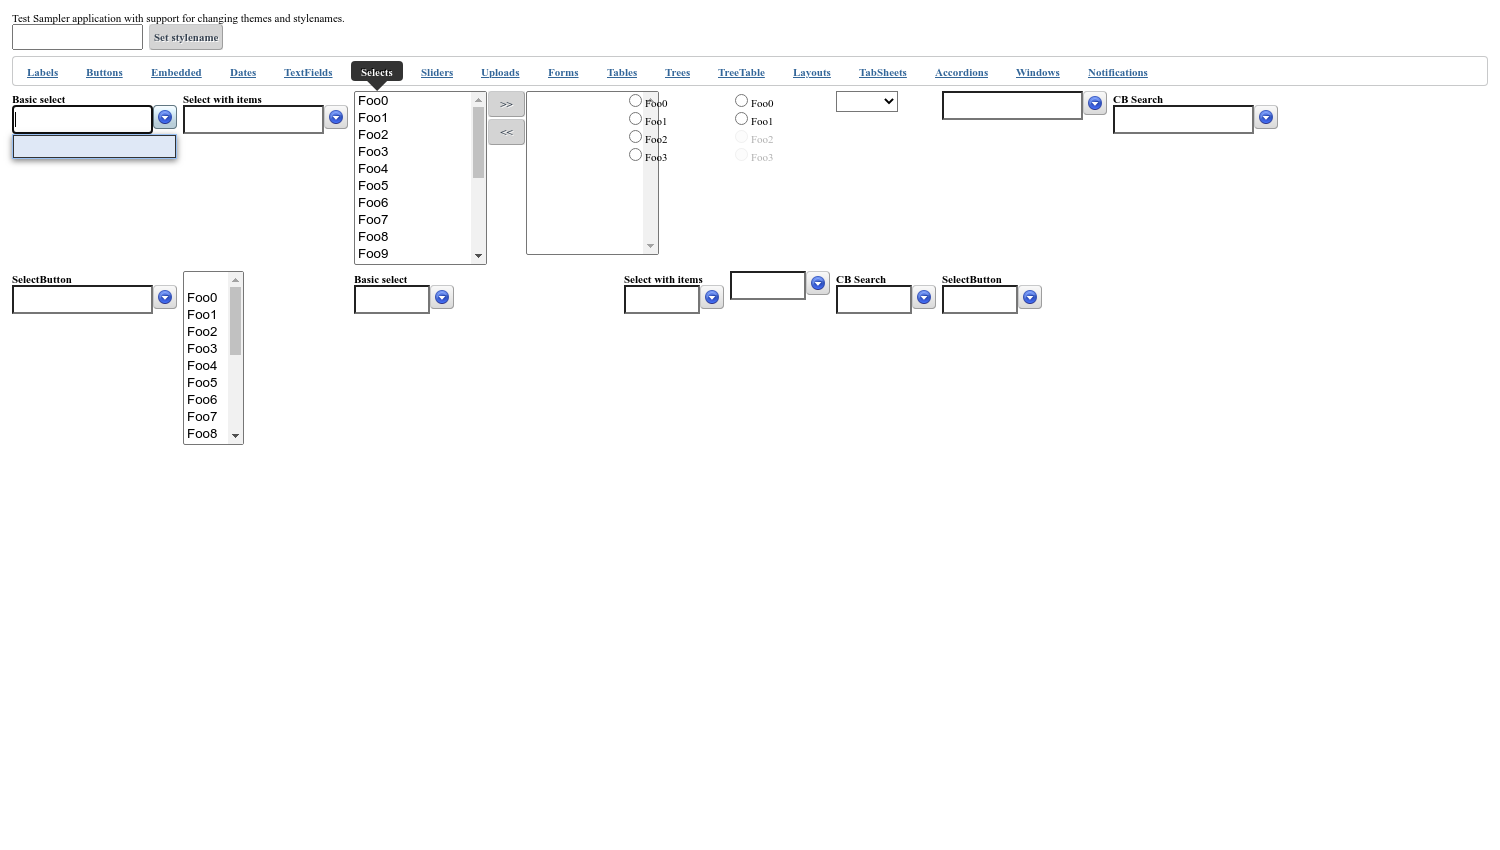 Test Sampler application with support for changing themes and stylenames.
Set stylename
Labels Buttons Embedded Dates TextFields Selects Sliders Uploads Forms Tables Trees TreeTable Layouts TabSheets Accordions Windows Notifications
Basic select
Select with items
Foo0
Foo1
Foo2
Foo3
Foo4
Foo5
Foo6
Foo7
Foo8
Foo9
>>
<<
Foo0
Foo1
Foo2
Foo3
Foo0
Foo1
Foo2
Foo3
CB Search
SelectButton
Foo0
Foo1
Foo2
Foo3
Foo4
Foo5
Foo6
Foo7
Foo8
Basic select
Select with items
CB Search
SelectButton